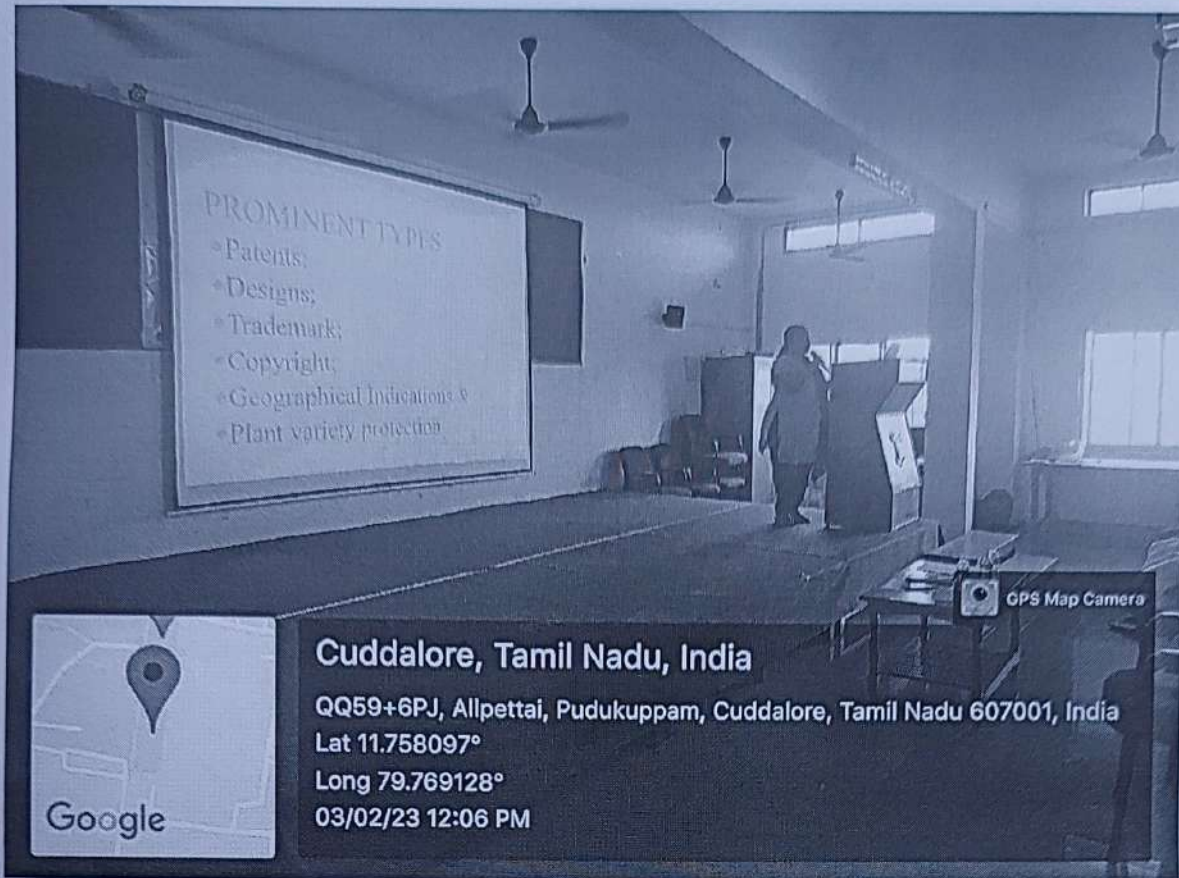 PROMINENT TYPES
Patents;
Designs;
Trademark;
Copyright;
Geographical Indications &
Plant variety protection
GPS Map Camera
Cuddalore, Tamil Nadu, India
QQ59+6PJ, Allpettai, Pudukuppam, Cuddalore, Tamil Nadu 607001, India
Lat 11.758097°
Long 79.769128°
03/02/23 12:06 PM
Google